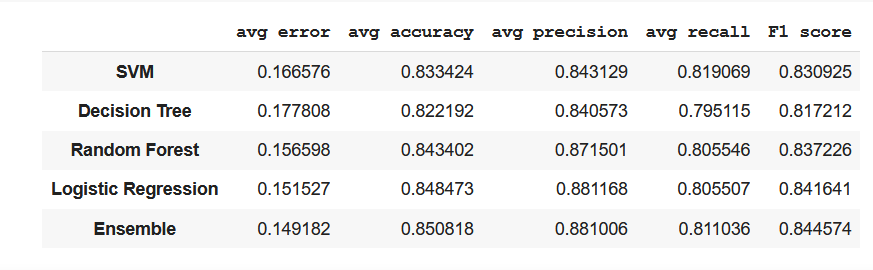 avg error avg accuracy avg precision avg recall F1 score
SVM 0.166576 0.833424 0.843129 0.819069 0.830925
Decision Tree 0.177808 0.822192 0.840573 0.795115 0.817212
Random Forest 0.156598 0.843402 0.871501 0.805546 0.837226
Logistic Regression 0.151527 0.848473 0.881168 0.805507 0.841641
Ensemble 0.149182 0.850818 0.881006 0.811036 0.844574